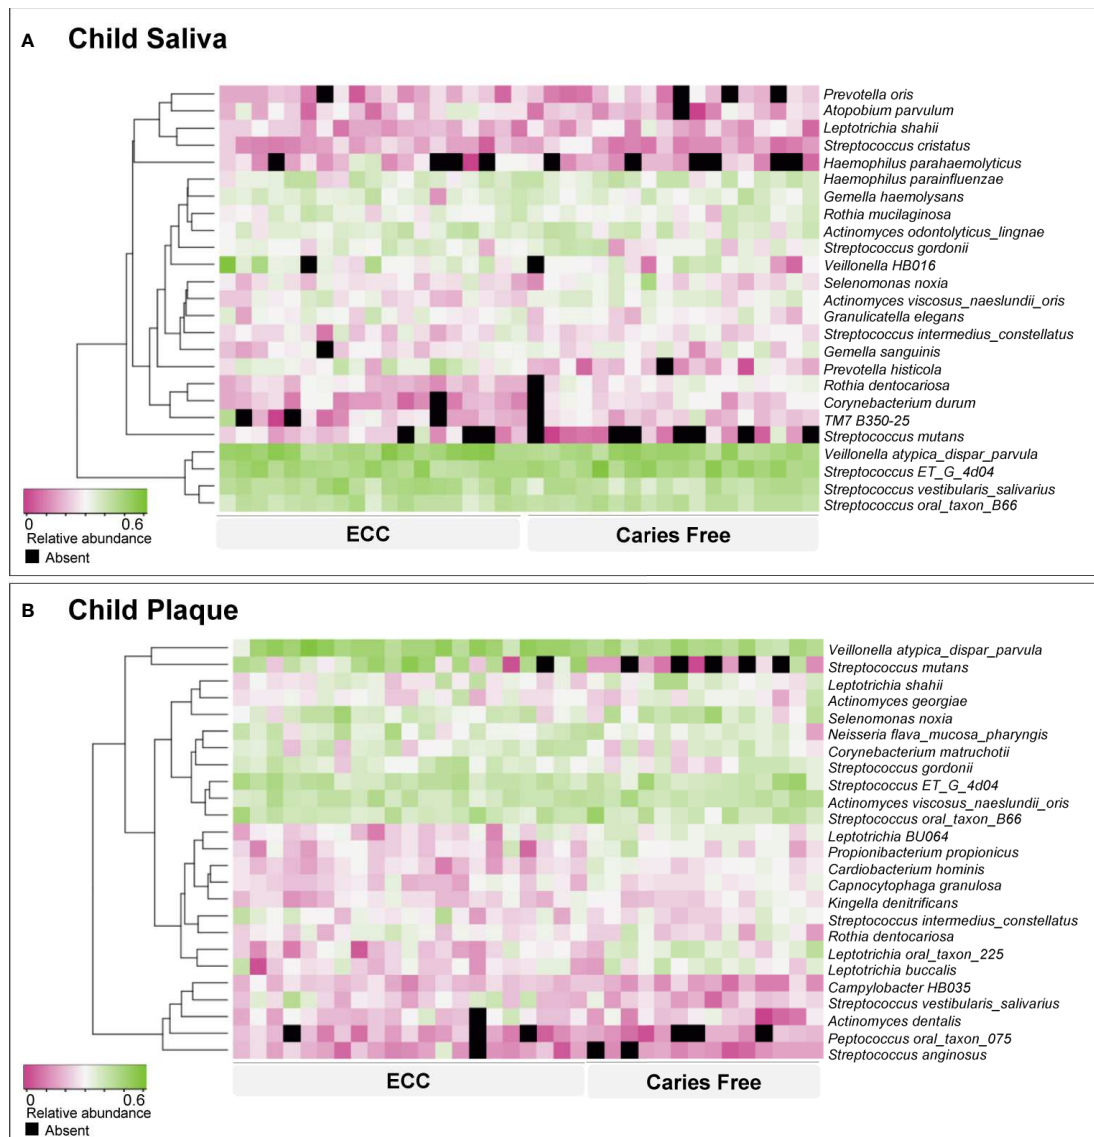 A Child Saliva
Prevotella oris
Atopobium parvulum
Leptotrichia shahii
Streptococcus cristatus
Haemophilus parahaemolyticus
Haemophilus parainfluenzae
Gemella haemolysans
Rothia mucilaginosa
Actinomyces odontolyticus_lingnae
Streptococcus gordonii
Veillonella HB016
Selenomonas noxia
Actinomyces viscosus_naeslundii_oris
Granulicatella elegans
Streptococcus intermedius_constellatus
Gemella sanguinis
Prevotella histicola
Rothia dentocariosa
Corynebacterium durum
TM7 B350-25
Streptococcus mutans
Veillonella atypica_dispar_parvula
Streptococcus ET_G_4d04
Streptococcus vestibularis_salivarius
Streptococcus oral_taxon_B66
0 0.6
Relative abundance
Absent
ECC Caries Free
B Child Plaque
Veillonella atypica_dispar_parvula
Streptococcus mutans
Leptotrichia shahii
Actinomyces georgiae
Selenomonas noxia
Neisseria flava_mucosa_pharyngis
Corynebacterium matruchotii
Streptococcus gordonii
Streptococcus ET_G_4d04
Actinomyces viscosus_naeslundii_oris
Streptococcus oral_taxon_B66
Leptotrichia BU064
Propionibacterium propionicus
Cardiobacterium hominis
Capnocytophaga granulosa
Kingella denitrificans
Streptococcus intermedius_constellatus
Rothia dentocariosa
Leptotrichia oral_taxon_225
Leptotrichia buccalis
Campylobacter HB035
Streptococcus vestibularis_salivarius
Actinomyces dentalis
Peptococcus oral_taxon_075
Streptococcus anginosus
0 0.6
Relative abundance
Absent
ECC Caries Free